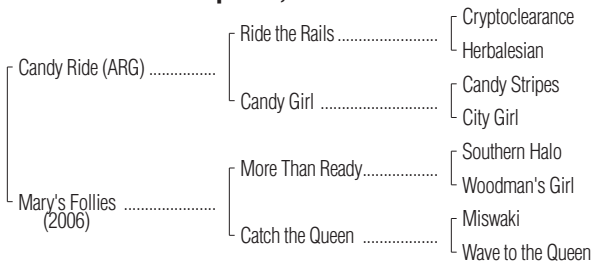 Cryptoclearance
Ride the Rails ....................
Herbalesian
Candy Ride (ARG) ...............
Candy Stripes
Candy Girl ........................
City Girl
Southern Halo
More Than Ready................
Woodman's Girl
Mary's Follies .....................
(2006)
Miswaki
Catch the Queen .................
Wave to the Queen